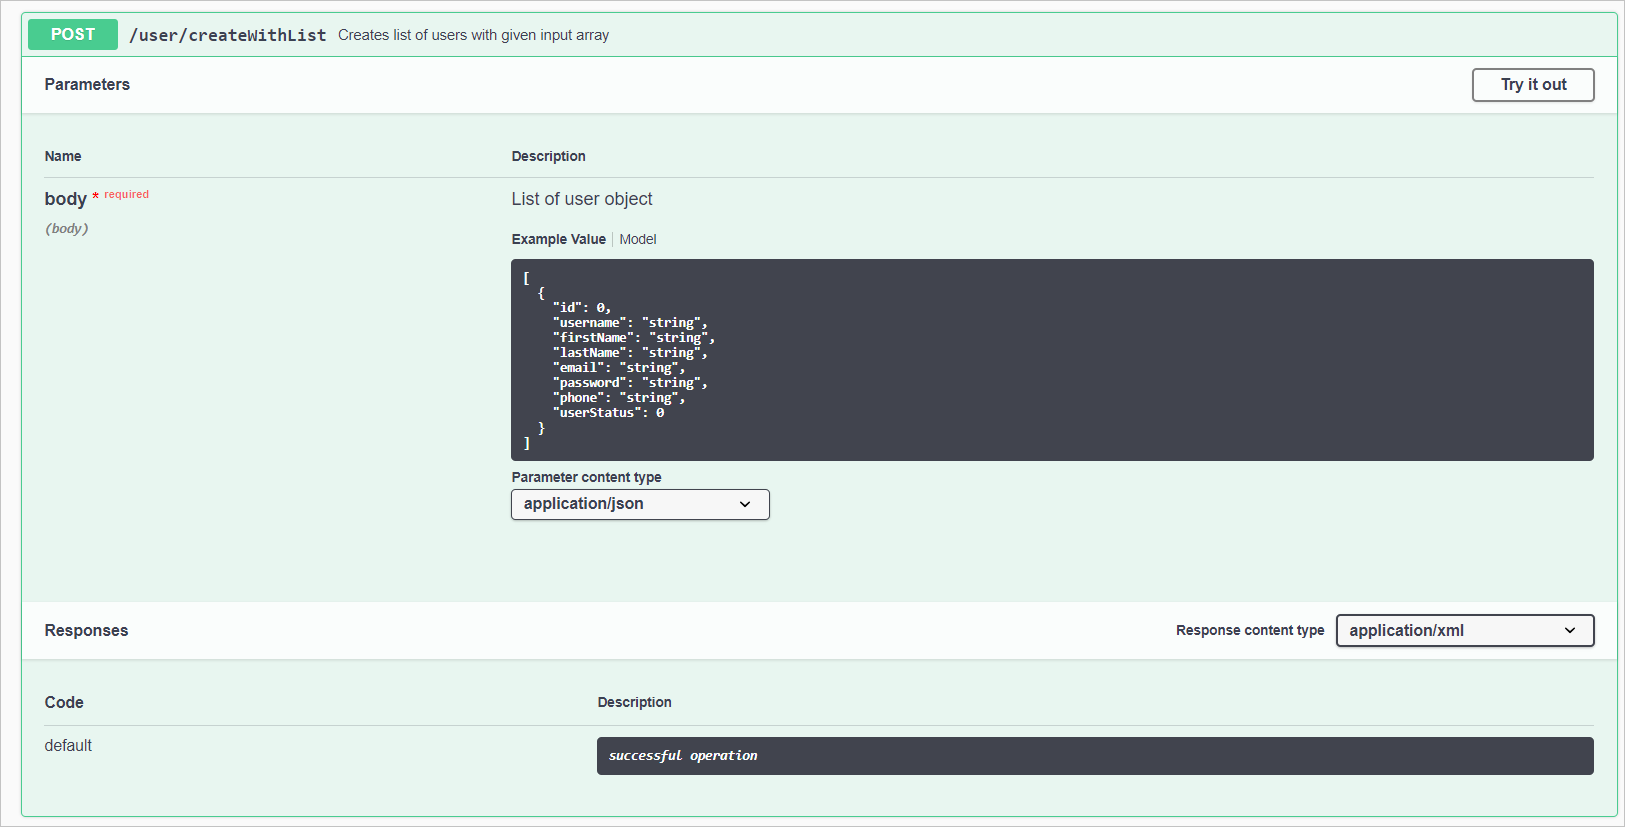 POST /user/createWithList Creates list of users with given input array
Parameters
Try it out
Name Description
body * required
(body)
List of user object
Example Value Model
[
{
"id": 0,
"username": "string",
"firstName": "string",
"lastName": "string",
"email": "string",
"password": "string",
"phone": "string",
"userStatus": 0
}
]
Parameter content type
application/json
Responses
Response content type application/xml
Code Description
default successful operation